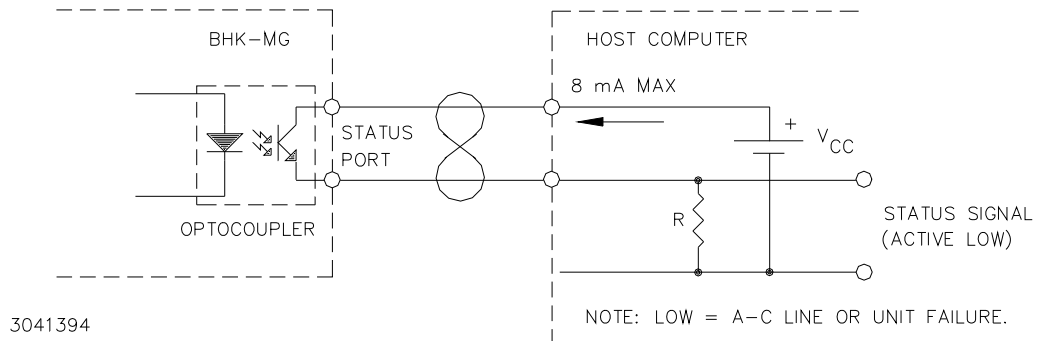 BHK-MG
HOST COMPUTER
8 mA MAX
STATUS
PORT
+
VCC
R
OPTOCOUPLER
STATUS SIGNAL
(ACTIVE LOW)
3041394
NOTE: LOW = A-C LINE OR UNIT FAILURE.